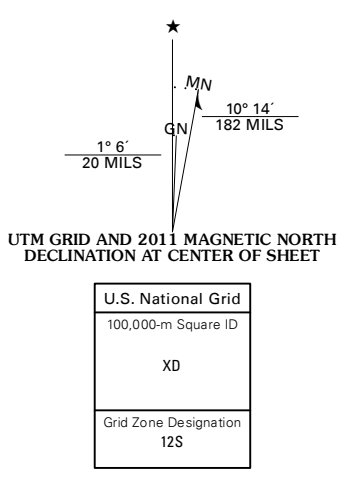 ★
MN
10° 14´
182 MILS
GN
1° 6´
20 MILS
UTM GRID AND 2011 MAGNETIC NORTH
DECLINATION AT CENTER OF SHEET
U.S. National Grid
100,000-m Square ID
XD
Grid Zone Designation
12S